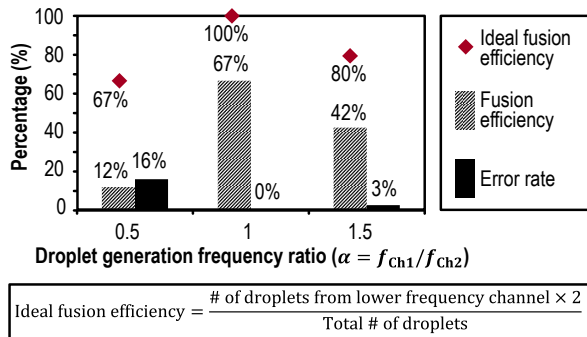 Percentage (%)
100
80
60
40
20
0
67%
12%
16%
100%
67%
0%
80%
42%
3%
0.5
1
1.5
Droplet generation frequency ratio (α = f_Ch1/f_Ch2)
Ideal fusion
efficiency
Fusion
efficiency
Error rate
Ideal fusion efficiency = # of droplets from lower frequency channel × 2 / Total # of droplets